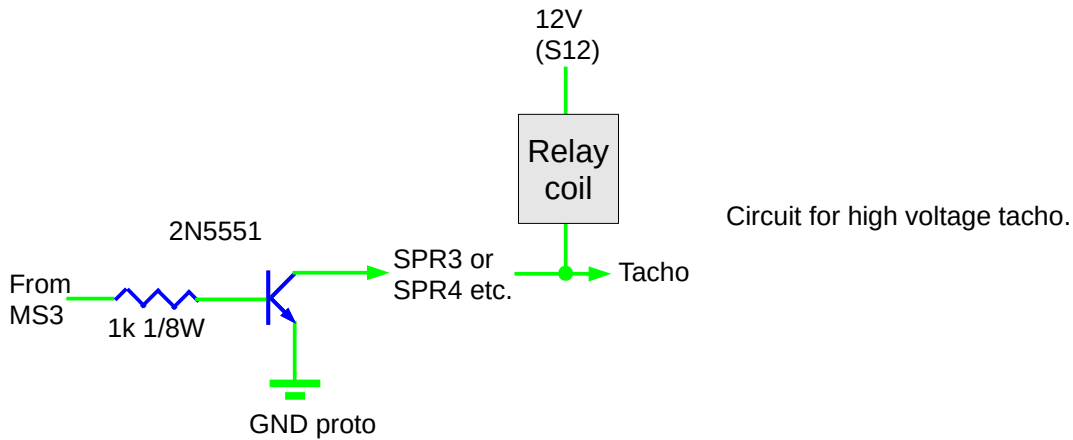 12V
(S12)
Relay
coil
Circuit for high voltage tacho.
2N5551
From
MS3
1k 1/8W
SPR3 or
SPR4 etc.
Tacho
GND proto